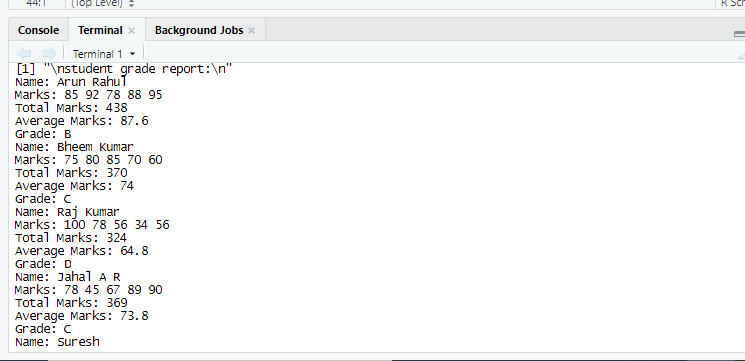 44:1 (Top Level) R Scr
Console Terminal Background Jobs
Terminal 1
[1] "\nstudent grade report:\n"
Name: Arun Rahul
Marks: 85 92 78 88 95
Total Marks: 438
Average Marks: 87.6
Grade: B
Name: Bheem Kumar
Marks: 75 80 85 70 60
Total Marks: 370
Average Marks: 74
Grade: C
Name: Raj Kumar
Marks: 100 78 56 34 56
Total Marks: 324
Average Marks: 64.8
Grade: D
Name: Jahal A R
Marks: 78 45 67 89 90
Total Marks: 369
Average Marks: 73.8
Grade: C
Name: Suresh